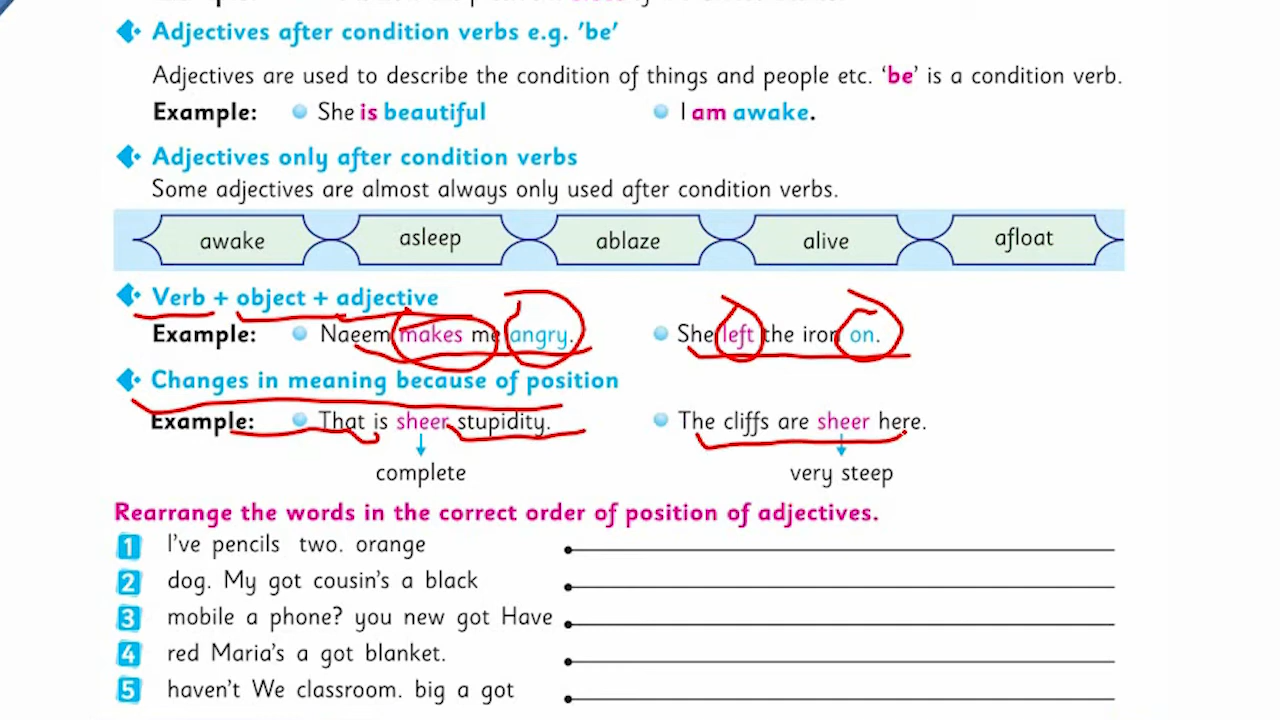 Adjectives after condition verbs e.g. 'be'
Adjectives are used to describe the condition of things and people etc. 'be' is a condition verb.
Example: She is beautiful I am awake.
Adjectives only after condition verbs
Some adjectives are almost always only used after condition verbs.
awake asleep ablaze alive afloat
Verb + object + adjective
Example: Naeem makes me angry. She left the iron on.
Changes in meaning because of position
Example: That is sheer stupidity. The cliffs are sheer here.
complete very steep
Rearrange the words in the correct order of position of adjectives.
1 I've pencils two. orange
2 dog. My got cousin's a black
3 mobile a phone? you new got Have
4 red Maria's a got blanket.
5 haven't We classroom. big a got